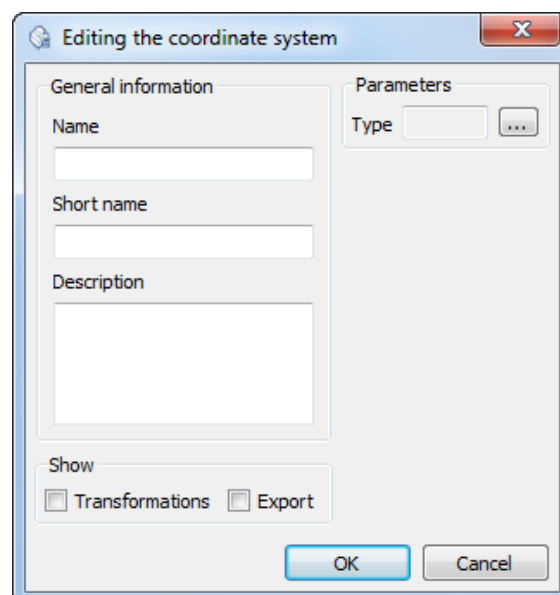 Editing the coordinate system
General information
Name
Short name
Description
Show
Transformations Export
Parameters
Type ...
OK Cancel